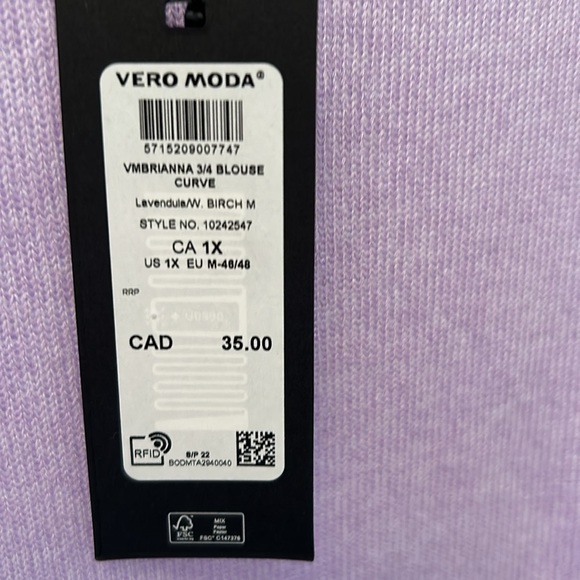 VERO MODA®
5715209007747
VMBRIANNA 3/4 BLOUSE
CURVE
Lavendula/W. BIRCH M
STYLE NO. 10242547
CA 1X
US 1X EU M-46/48
RRP
CAD 35.00
RFID
S/P 22
BODMTA2940040
FSC
MIX
Paper
FSC® C147376